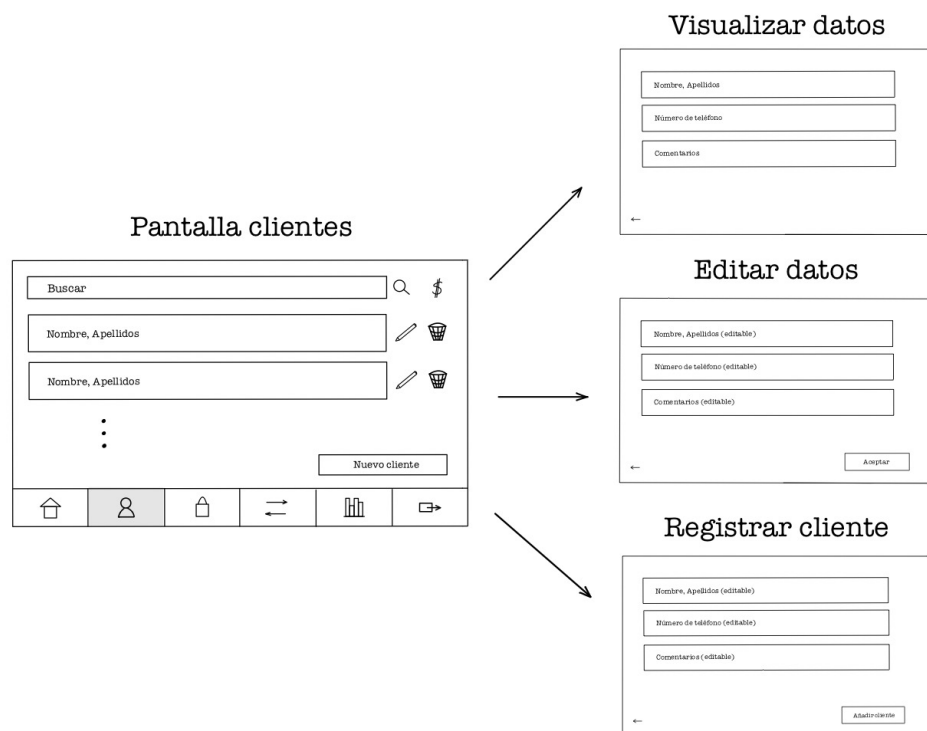 Pantalla clientes
Buscar
$
Nombre, Apellidos
Nombre, Apellidos
Nuevo cliente
Visualizar datos
Nombre, Apellidos
Número de teléfono
Comentarios
Editar datos
Nombre, Apellidos (editable)
Número de teléfono (editable)
Comentarios (editable)
Aceptar
Registrar cliente
Nombre, Apellidos (editable)
Número de teléfono (editable)
Comentarios (editable)
Añadir cliente